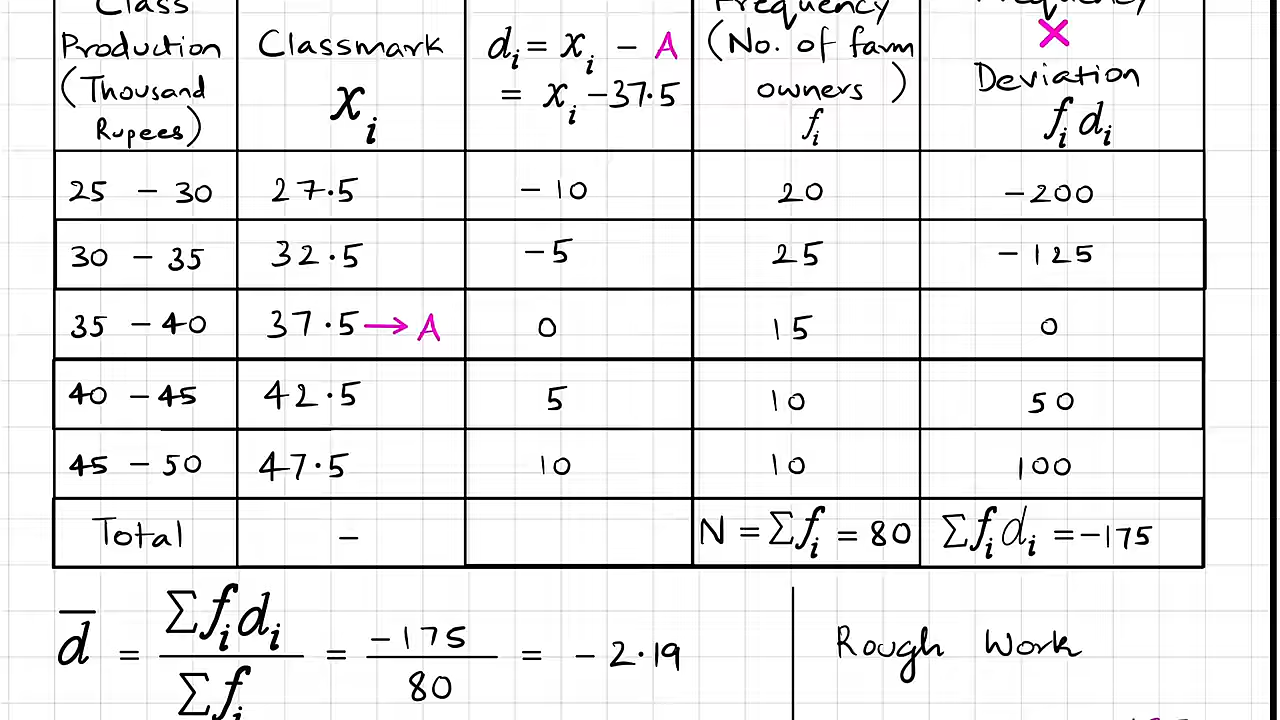 Class Production (Thousand Rupees)
Classmark xᵢ
dᵢ = xᵢ - A
= xᵢ - 37.5
Frequency (No. of farm owners) fᵢ
Frequency × Deviation fᵢdᵢ
25 - 30 27.5 -10 20 -200
30 - 35 32.5 -5 25 -125
35 - 40 37.5 → A 0 15 0
40 - 45 42.5 5 10 50
45 - 50 47.5 10 10 100
Total - N = Σfᵢ = 80 Σfᵢdᵢ = -175
d̅ = Σfᵢdᵢ / Σfᵢ = -175 / 80 = -2.19
Rough Work